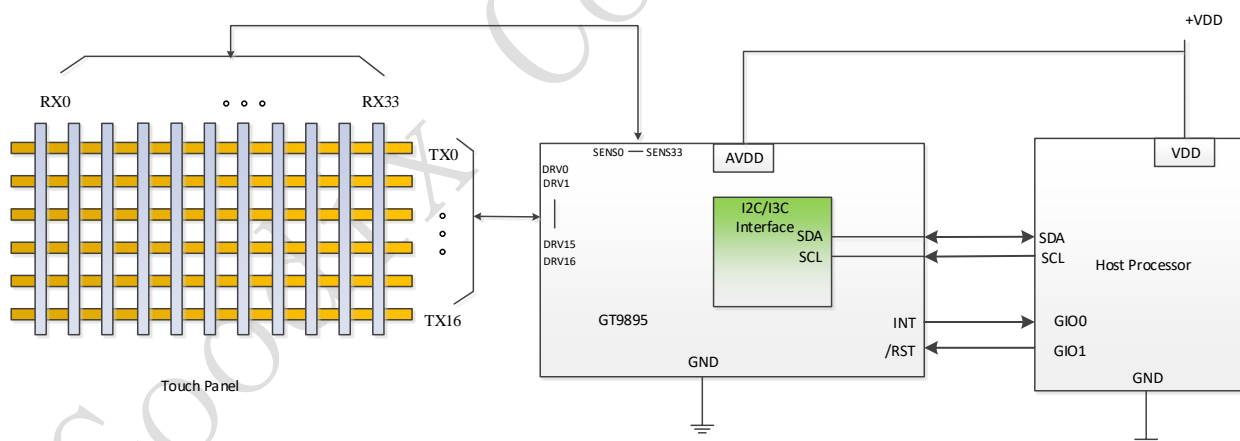 +VDD
RX0
RX33
TX0
TX16
Touch Panel
SENS0 — SENS33
DRV0
DRV1
DRV15
DRV16
AVDD
I2C/I3C
Interface
SDA
SCL
GT9895
INT
/RST
GND
VDD
SDA
SCL
Host Processor
GIO0
GIO1
GND